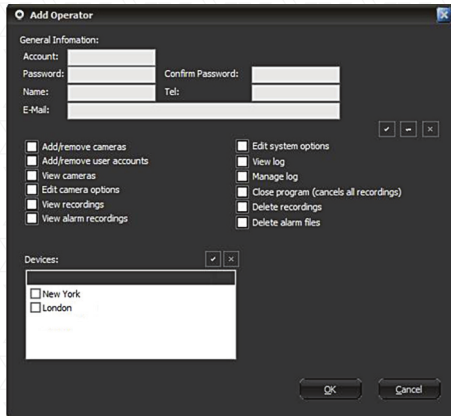 Add Operator
General Infomation:
Account:
Password: Confirm Password:
Name: Tel:
E-Mail:
Add/remove cameras
Add/remove user accounts
View cameras
Edit camera options
View recordings
View alarm recordings
Edit system options
View log
Manage log
Close program (cancels all recordings)
Delete recordings
Delete alarm files
Devices:
New York
London
OK Cancel